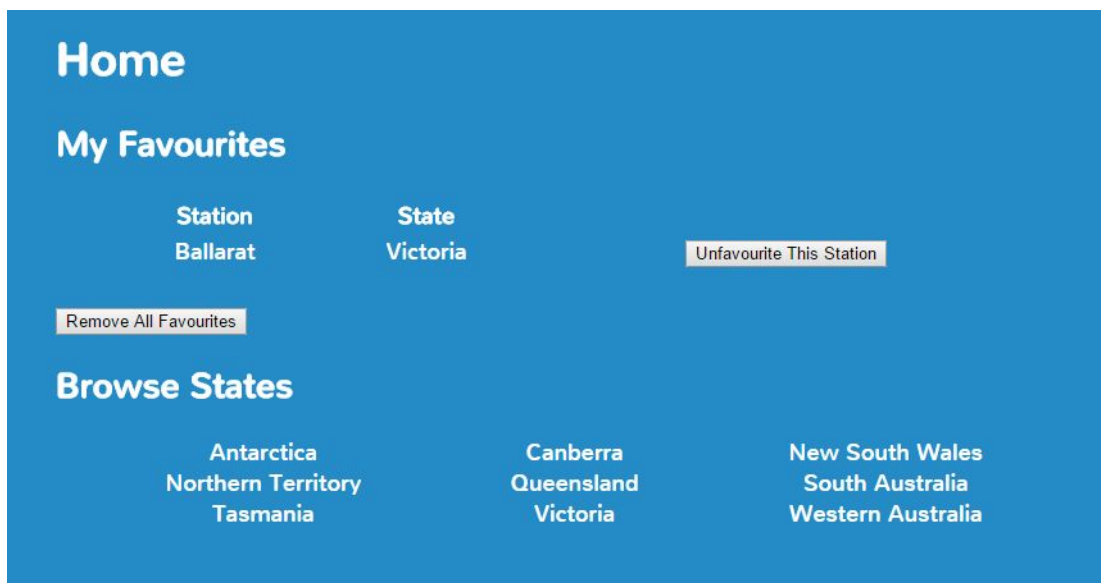 Home
My Favourites
Station State
Ballarat Victoria Unfavourite This Station
Remove All Favourites
Browse States
Antarctica Canberra New South Wales
Northern Territory Queensland South Australia
Tasmania Victoria Western Australia